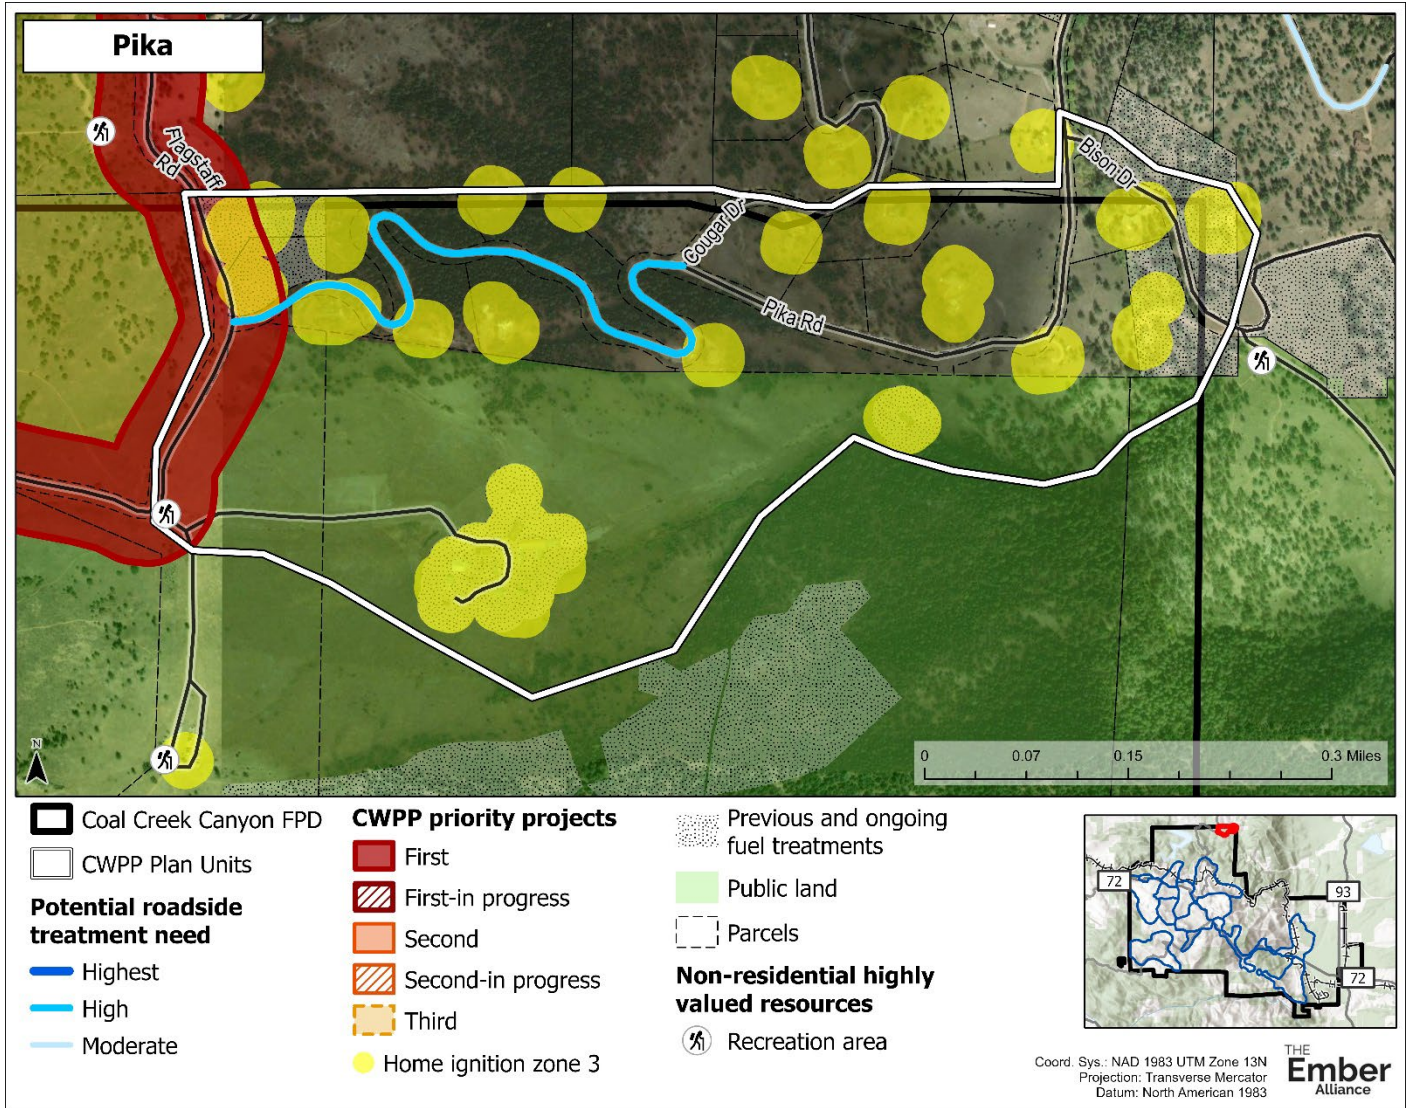 Pika
Flagstaff
Rd
Bison Dr
Cougar Dr
Pika Rd
N
0 0.07 0.15 0.3 Miles
Coal Creek Canyon FPD
CWPP Plan Units
Potential roadside
treatment need
Highest
High
Moderate
CWPP priority projects
First
First-in progress
Second
Second-in progress
Third
Home ignition zone 3
Previous and ongoing
fuel treatments
Public land
Parcels
Non-residential highly
valued resources
Recreation area
72
93
72
Coord. Sys.: NAD 1983 UTM Zone 13N
Projection: Transverse Mercator
Datum: North American 1983
THE
Ember
Alliance